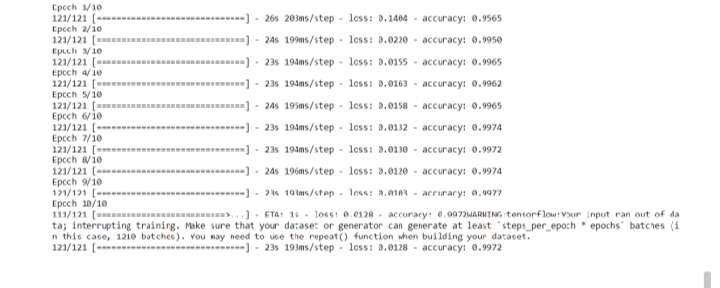 Epoch 1/10
121/121 [==============================] - 26s 203ms/step - loss: 0.1404 - accuracy: 0.9565
Epoch 2/10
121/121 [==============================] - 24s 199ms/step - loss: 0.0220 - accuracy: 0.9950
Epoch 3/10
121/121 [==============================] - 23s 194ms/step - loss: 0.0155 - accuracy: 0.9965
Epoch 4/10
121/121 [==============================] - 23s 194ms/step - loss: 0.0163 - accuracy: 0.9962
Epoch 5/10
121/121 [==============================] - 24s 195ms/step - loss: 0.0158 - accuracy: 0.9965
Epoch 6/10
121/121 [==============================] - 23s 194ms/step - loss: 0.0132 - accuracy: 0.9974
Epoch 7/10
121/121 [==============================] - 23s 194ms/step - loss: 0.0130 - accuracy: 0.9972
Epoch 8/10
121/121 [==============================] - 24s 196ms/step - loss: 0.0120 - accuracy: 0.9974
Epoch 9/10
121/121 [==============================] - 23s 191ms/step - loss: - accuracy: 0.9977
Epoch 10/10
111/121 [==========================>...] - ETA: 1s - loss: 0.0128 - accuracy: 0.9972WARNING:tensorflow:Your input ran out of da
ta; interrupting training. Make sure that your dataset or generator can generate at least `steps_per_epoch * epochs` batches (i
n this case, 1210 batches). You may need to use the repeat() function when building your dataset.
121/121 [==============================] - 23s 193ms/step - loss: 0.0128 - accuracy: 0.9972